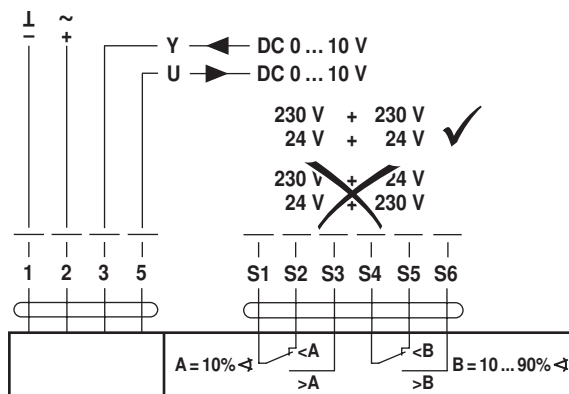 ⊥ ~
– +
Y DC 0 ... 10 V
U DC 0 ... 10 V
230 V + 230 V
24 V + 24 V
230 V + 24 V
24 V + 230 V
1 2 3 5 S1 S2 S3 S4 S5 S6
A = 10% ∢ <A <B B = 10 ... 90% ∢
>A >B